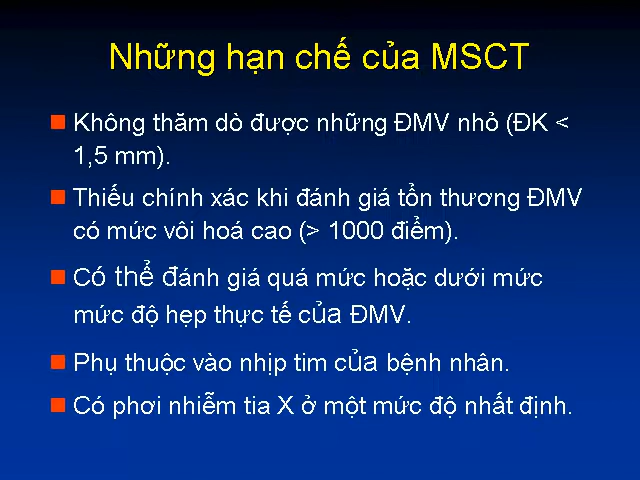 Những hạn chế của MSCT
Không thăm dò được những ĐMV nhỏ (ĐK <
1,5 mm).
Thiếu chính xác khi đánh giá tổn thương ĐMV
có mức vôi hoá cao (> 1000 điểm).
Có thể đánh giá quá mức hoặc dưới mức
mức độ hẹp thực tế của ĐMV.
Phụ thuộc vào nhịp tim của bệnh nhân.
Có phơi nhiễm tia X ở một mức độ nhất định.